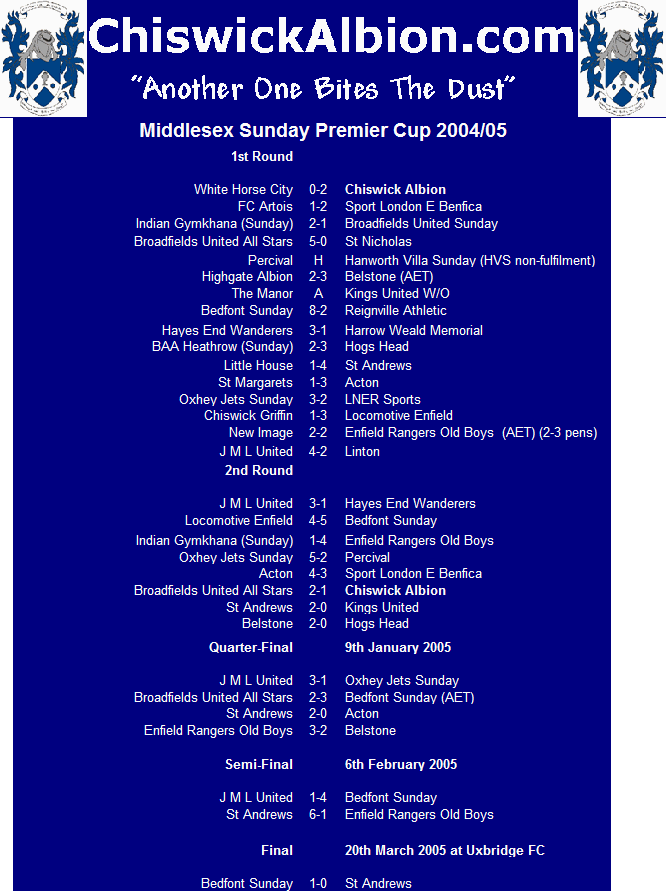 ChiswickAlbion.com
"Another One Bites The Dust"
Middlesex Sunday Premier Cup 2004/05
1st Round
White Horse City 0-2 Chiswick Albion
FC Artois 1-2 Sport London E Benfica
Indian Gymkhana (Sunday) 2-1 Broadfields United Sunday
Broadfields United All Stars 5-0 St Nicholas
Percival H Hanworth Villa Sunday (HVS non-fulfilment)
Highgate Albion 2-3 Belstone (AET)
The Manor A Kings United W/O
Bedfont Sunday 8-2 Reignville Athletic
Hayes End Wanderers 3-1 Harrow Weald Memorial
BAA Heathrow (Sunday) 2-3 Hogs Head
Little House 1-4 St Andrews
St Margarets 1-3 Acton
Oxhey Jets Sunday 3-2 LNER Sports
Chiswick Griffin 1-3 Locomotive Enfield
New Image 2-2 Enfield Rangers Old Boys (AET) (2-3 pens)
J M L United 4-2 Linton
2nd Round
J M L United 3-1 Hayes End Wanderers
Locomotive Enfield 4-5 Bedfont Sunday
Indian Gymkhana (Sunday) 1-4 Enfield Rangers Old Boys
Oxhey Jets Sunday 5-2 Percival
Acton 4-3 Sport London E Benfica
Broadfields United All Stars 2-1 Chiswick Albion
St Andrews 2-0 Kings United
Belstone 2-0 Hogs Head
Quarter-Final 9th January 2005
J M L United 3-1 Oxhey Jets Sunday
Broadfields United All Stars 2-3 Bedfont Sunday (AET)
St Andrews 2-0 Acton
Enfield Rangers Old Boys 3-2 Belstone
Semi-Final 6th February 2005
J M L United 1-4 Bedfont Sunday
St Andrews 6-1 Enfield Rangers Old Boys
Final 20th March 2005 at Uxbridge FC
Bedfont Sunday 1-0 St Andrews